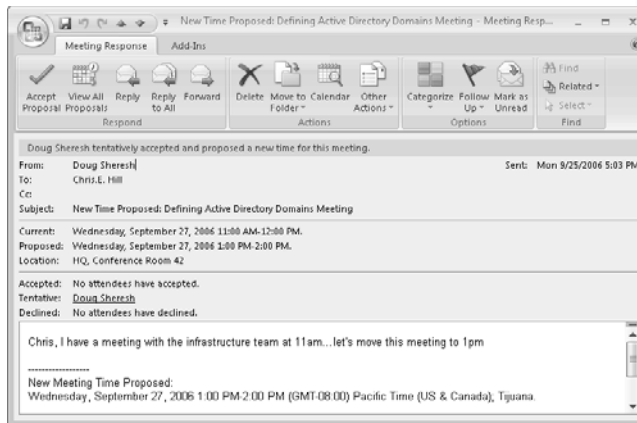 New Time Proposed: Defining Active Directory Domains Meeting - Meeting Resp...
Meeting Response Add-Ins
Accept Proposal View All Proposals Reply Reply to All Forward Delete Move to Folder Calendar Other Actions Categorize Follow Up Mark as Unread Find Related Select
Respond Actions Options Find
Doug Sheresh tentatively accepted and proposed a new time for this meeting.
From: Doug Sheresh Sent: Mon 9/25/2006 5:03 PM
To: Chris.E. Hill
Cc:
Subject: New Time Proposed: Defining Active Directory Domains Meeting
Current: Wednesday, September 27, 2006 11:00 AM-12:00 PM.
Proposed: Wednesday, September 27, 2006 1:00 PM-2:00 PM.
Location: HQ, Conference Room 42
Accepted: No attendees have accepted.
Tentative: Doug Sheresh
Declined: No attendees have declined.
Chris, I have a meeting with the infrastructure team at 11am...let's move this meeting to 1pm
------------------
New Meeting Time Proposed:
Wednesday, September 27, 2006 1:00 PM-2:00 PM (GMT-08:00) Pacific Time (US & Canada); Tijuana.